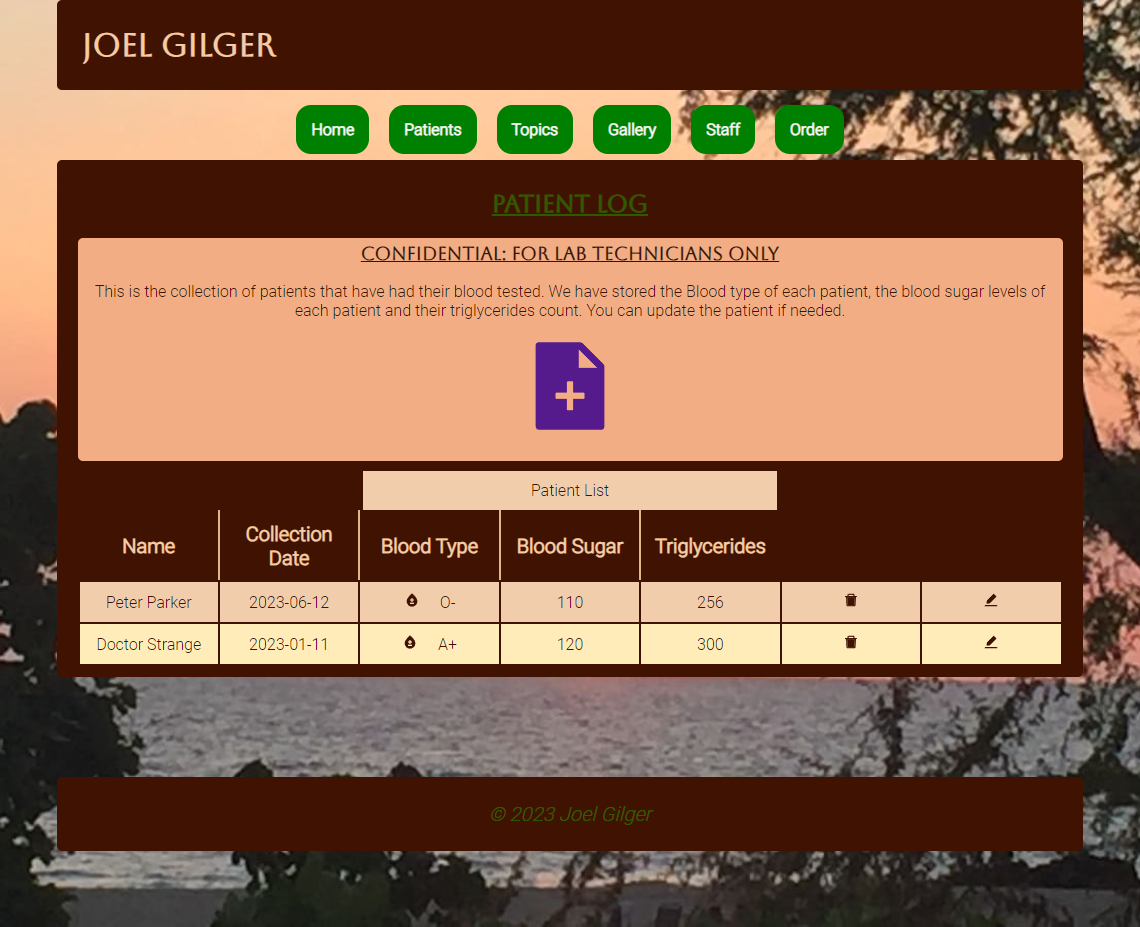 JOEL GILGER
Home Patients Topics Gallery Staff Order
PATIENT LOG
CONFIDENTIAL: FOR LAB TECHNICIANS ONLY
This is the collection of patients that have had their blood tested. We have stored the Blood type of each patient, the blood sugar levels of
each patient and their triglycerides count. You can update the patient if needed.
Patient List
Name Collection Date Blood Type Blood Sugar Triglycerides
Peter Parker 2023-06-12 O- 110 256
Doctor Strange 2023-01-11 A+ 120 300
© 2023 Joel Gilger